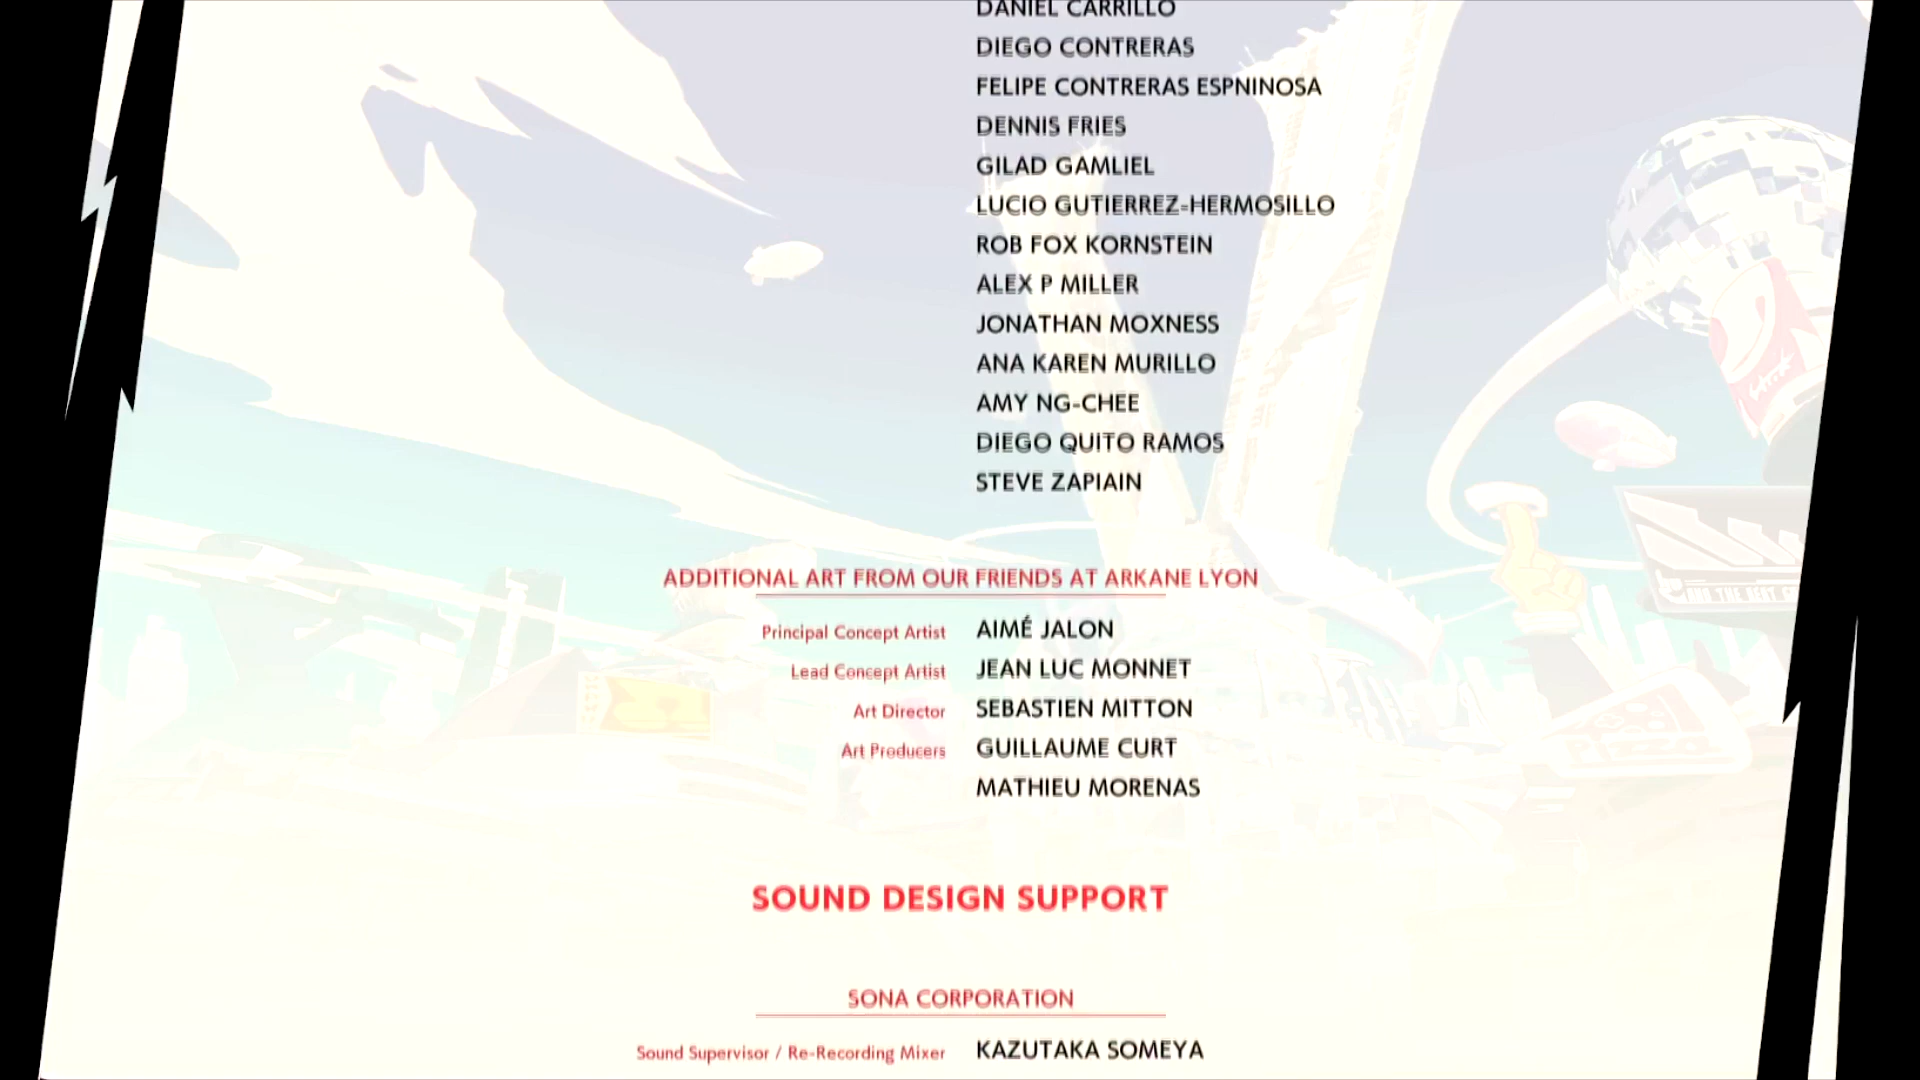 DANIEL CARRILLO
DIEGO CONTRERAS
FELIPE CONTRERAS ESPNINOSA
DENNIS FRIES
GILAD GAMLIEL
LUCIO GUTIERREZ-HERMOSILLO
ROB FOX KORNSTEIN
ALEX P MILLER
JONATHAN MOXNESS
ANA KAREN MURILLO
AMY NG-CHEE
DIEGO QUITO RAMOS
STEVE ZAPIAIN
ADDITIONAL ART FROM OUR FRIENDS AT ARKANE LYON
Principal Concept Artist AIMÉ JALON
Lead Concept Artist JEAN LUC MONNET
Art Director SEBASTIEN MITTON
Art Producers GUILLAUME CURT
MATHIEU MORENAS
SOUND DESIGN SUPPORT
SONA CORPORATION
Sound Supervisor / Re-Recording Mixer KAZUTAKA SOMEYA